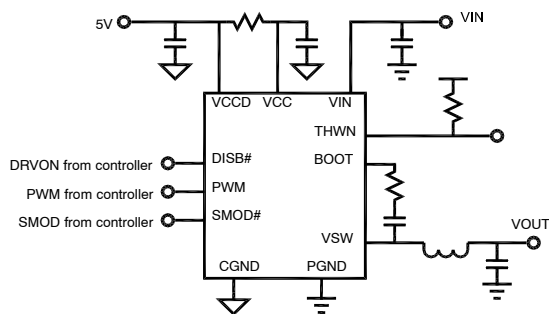 5V
VIN
VCCD VCC VIN
THWN
DRVON from controller DISB# BOOT
PWM from controller PWM
SMOD from controller SMOD#
VSW VOUT
CGND PGND